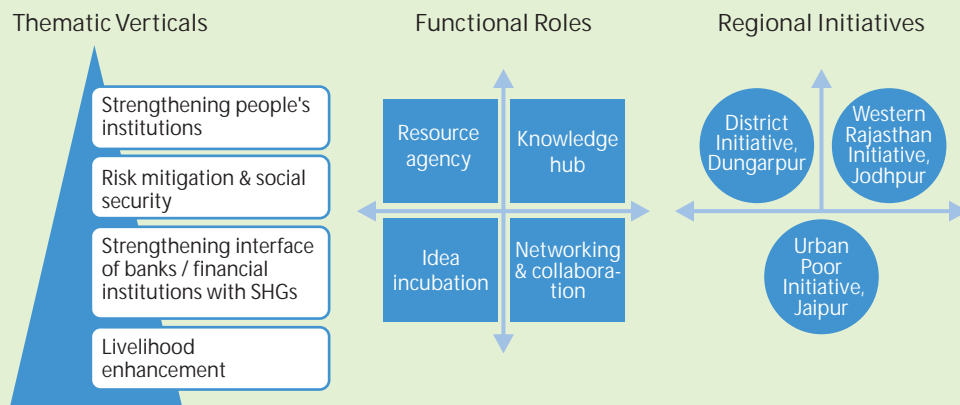 Thematic Verticals
Strengthening people's
institutions
Risk mitigation & social
security
Strengthening interface
of banks / financial
institutions with SHGs
Livelihood
enhancement
Functional Roles
Resource
agency
Knowledge
hub
Idea
incubation
Networking
& collabora-
tion
Regional Initiatives
District
Initiative,
Dungarpur
Western
Rajasthan
Initiative,
Jodhpur
Urban
Poor
Initiative,
Jaipur